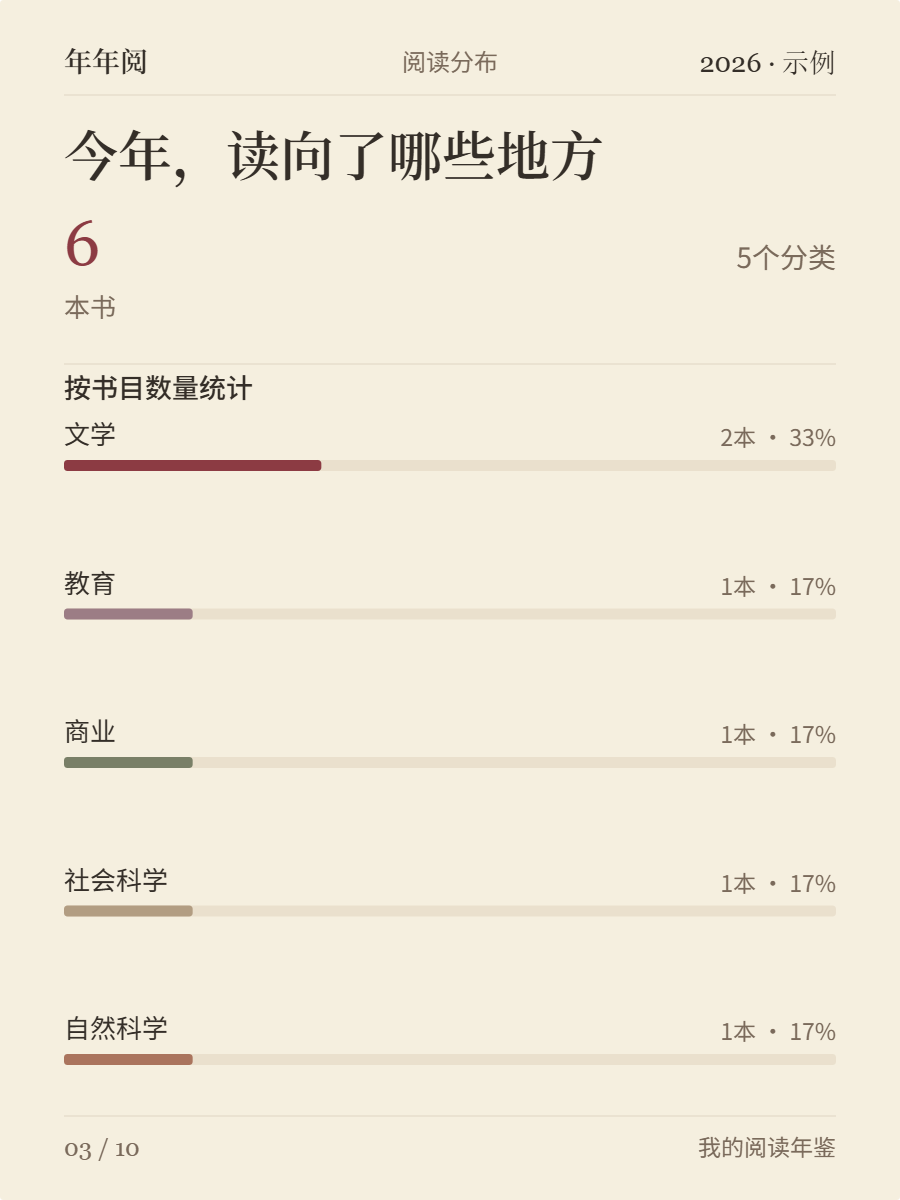 年年阅 阅读分布 2026 · 示例
今年，读向了哪些地方
6 5个分类
本书
按书目数量统计
文学 2本 · 33%
教育 1本 · 17%
商业 1本 · 17%
社会科学 1本 · 17%
自然科学 1本 · 17%
03 / 10 我的阅读年鉴